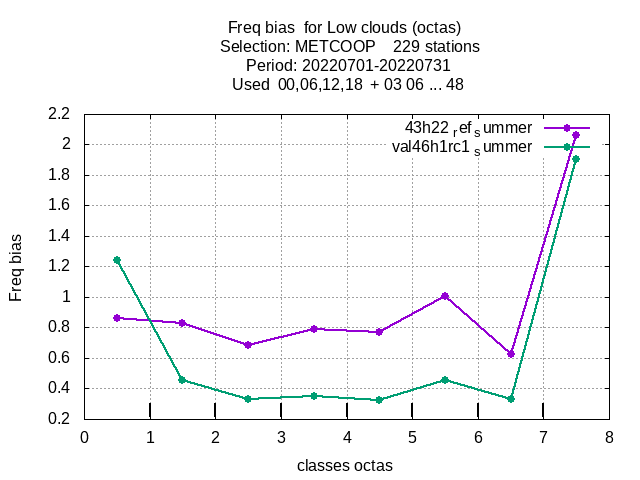 Freq bias  for Low clouds (octas)
Selection: METCOOP    229 stations
Period: 20220701-20220731
Used  00,06,12,18  + 03 06 ... 48
43h22 ref summer
val46h1rc1 summer
2.2
2
1.8
1.6
1.4
1.2
1
0.8
0.6
0.4
0.2
Freq bias
0 1 2 3 4 5 6 7 8
classes octas